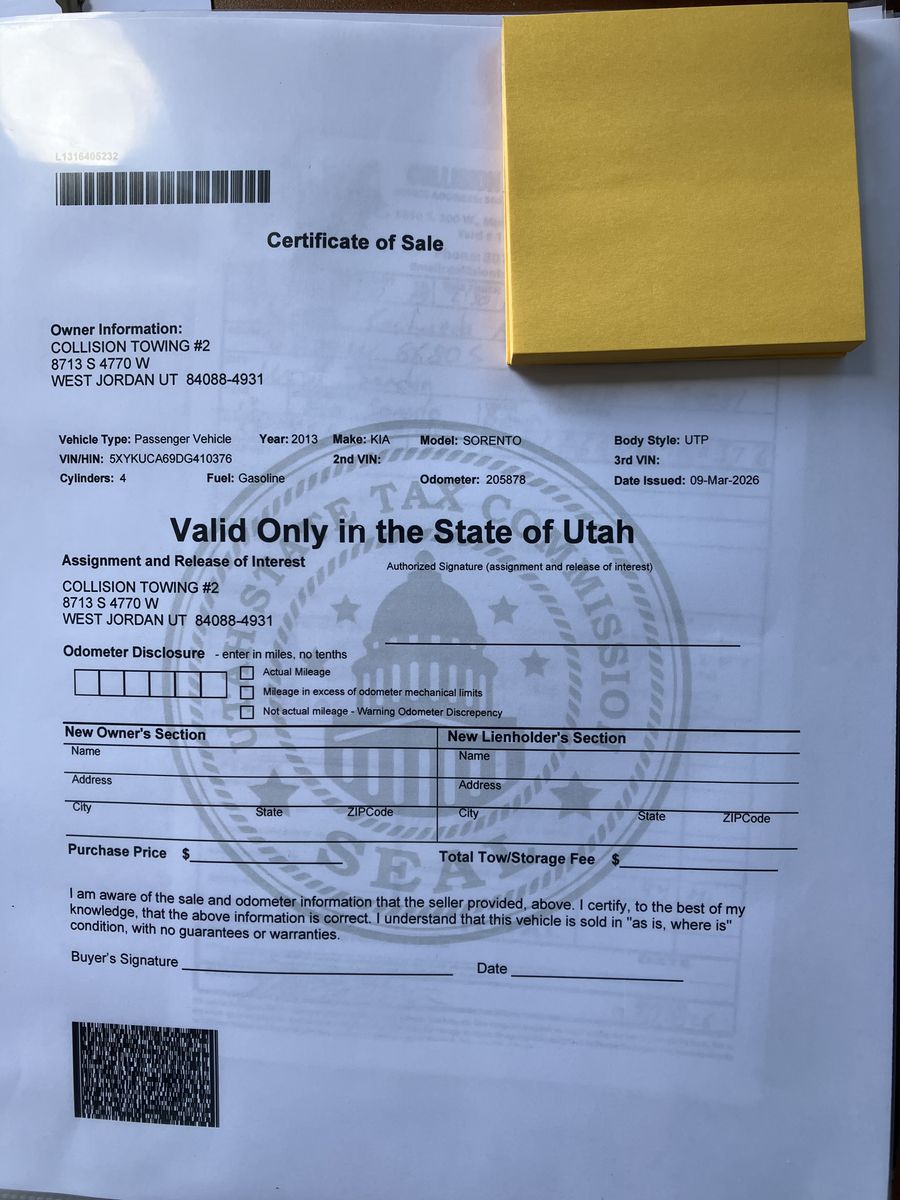 L1316405232
Certificate of Sale
Owner Information:
COLLISION TOWING #2
8713 S 4770 W
WEST JORDAN UT 84088-4931
Vehicle Type: Passenger Vehicle Year: 2013 Make: KIA Model: SORENTO Body Style: UTP
VIN/HIN: 5XYKUCA69DG410376 2nd VIN: 3rd VIN:
Cylinders: 4 Fuel: Gasoline Odometer: 205878 Date Issued: 09-Mar-2026
Valid Only in the State of Utah
Assignment and Release of Interest Authorized Signature (assignment and release of interest)
COLLISION TOWING #2
8713 S 4770 W
WEST JORDAN UT 84088-4931
Odometer Disclosure - enter in miles, no tenths
Actual Mileage
Mileage in excess of odometer mechanical limits
Not actual mileage - Warning Odometer Discrepency
New Owner's Section New Lienholder's Section
Name Name
Address Address
City State ZIPCode City State ZIPCode
Purchase Price $ Total Tow/Storage Fee $
I am aware of the sale and odometer information that the seller provided, above. I certify, to the best of my
knowledge, that the above information is correct. I understand that this vehicle is sold in "as is, where is"
condition, with no guarantees or warranties.
Buyer's Signature Date
UTAH STATE TAX COMMISSION
SEAL